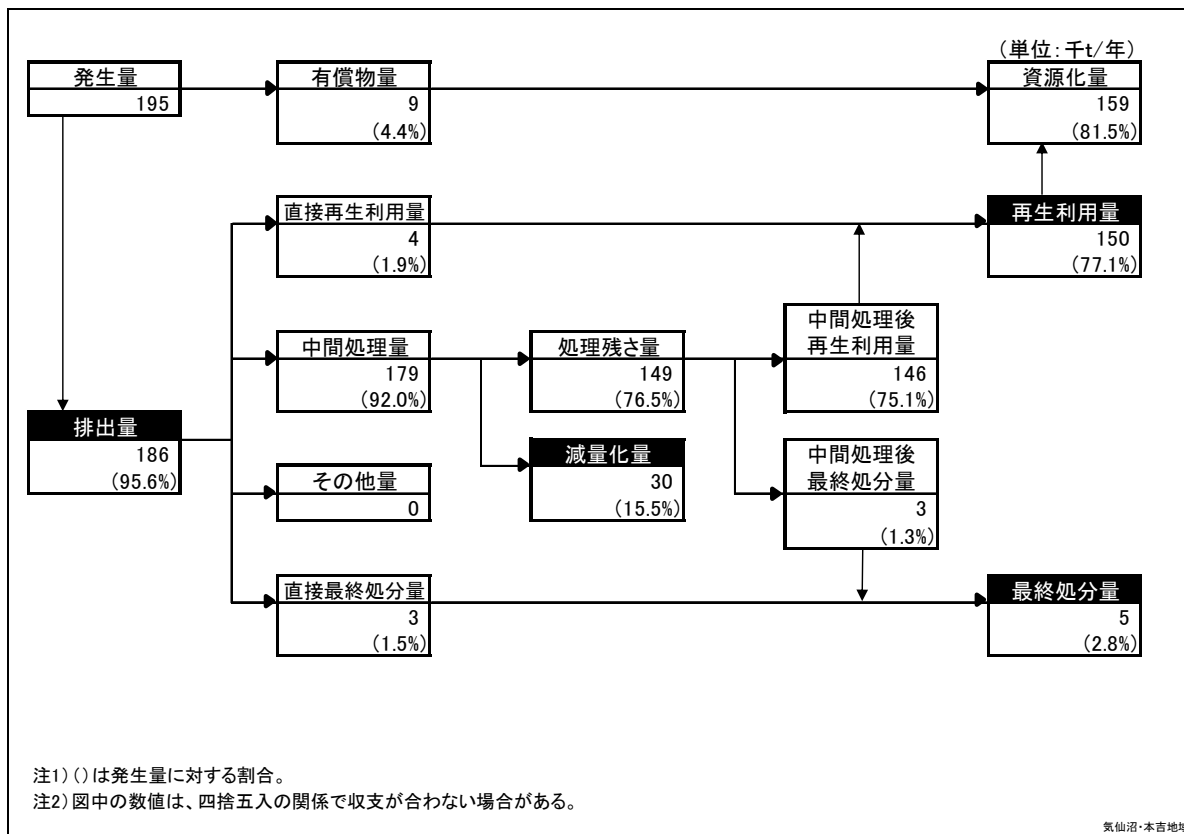 (単位:千t/年)
発生量
195
有償物量
9
(4.4%)
資源化量
159
(81.5%)
直接再生利用量
4
(1.9%)
再生利用量
150
(77.1%)
中間処理量
179
(92.0%)
処理残さ量
149
(76.5%)
中間処理後
再生利用量
146
(75.1%)
排出量
186
(95.6%)
減量化量
30
(15.5%)
中間処理後
最終処分量
3
(1.3%)
その他量
0
直接最終処分量
3
(1.5%)
最終処分量
5
(2.8%)
注1)()は発生量に対する割合。
注2)図中の数値は、四捨五入の関係で収支が合わない場合がある。
気仙沼・本吉地域